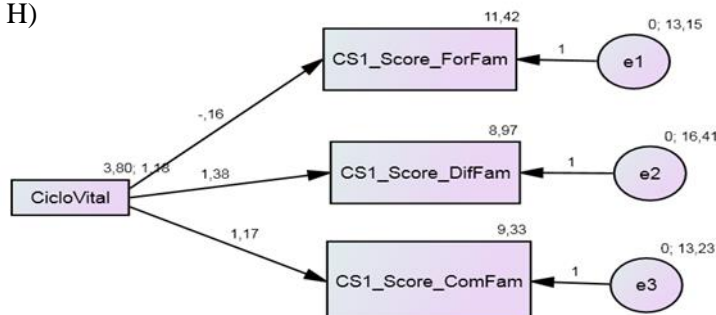 H)
11,42
0; 13,15
CS1_Score_ForFam
1
e1
-,16
8,97
0; 16,41
3,80; 1,18
1,38
CS1_Score_DifFam
1
e2
CicloVital
1,17
9,33
0; 13,23
CS1_Score_ComFam
1
e3